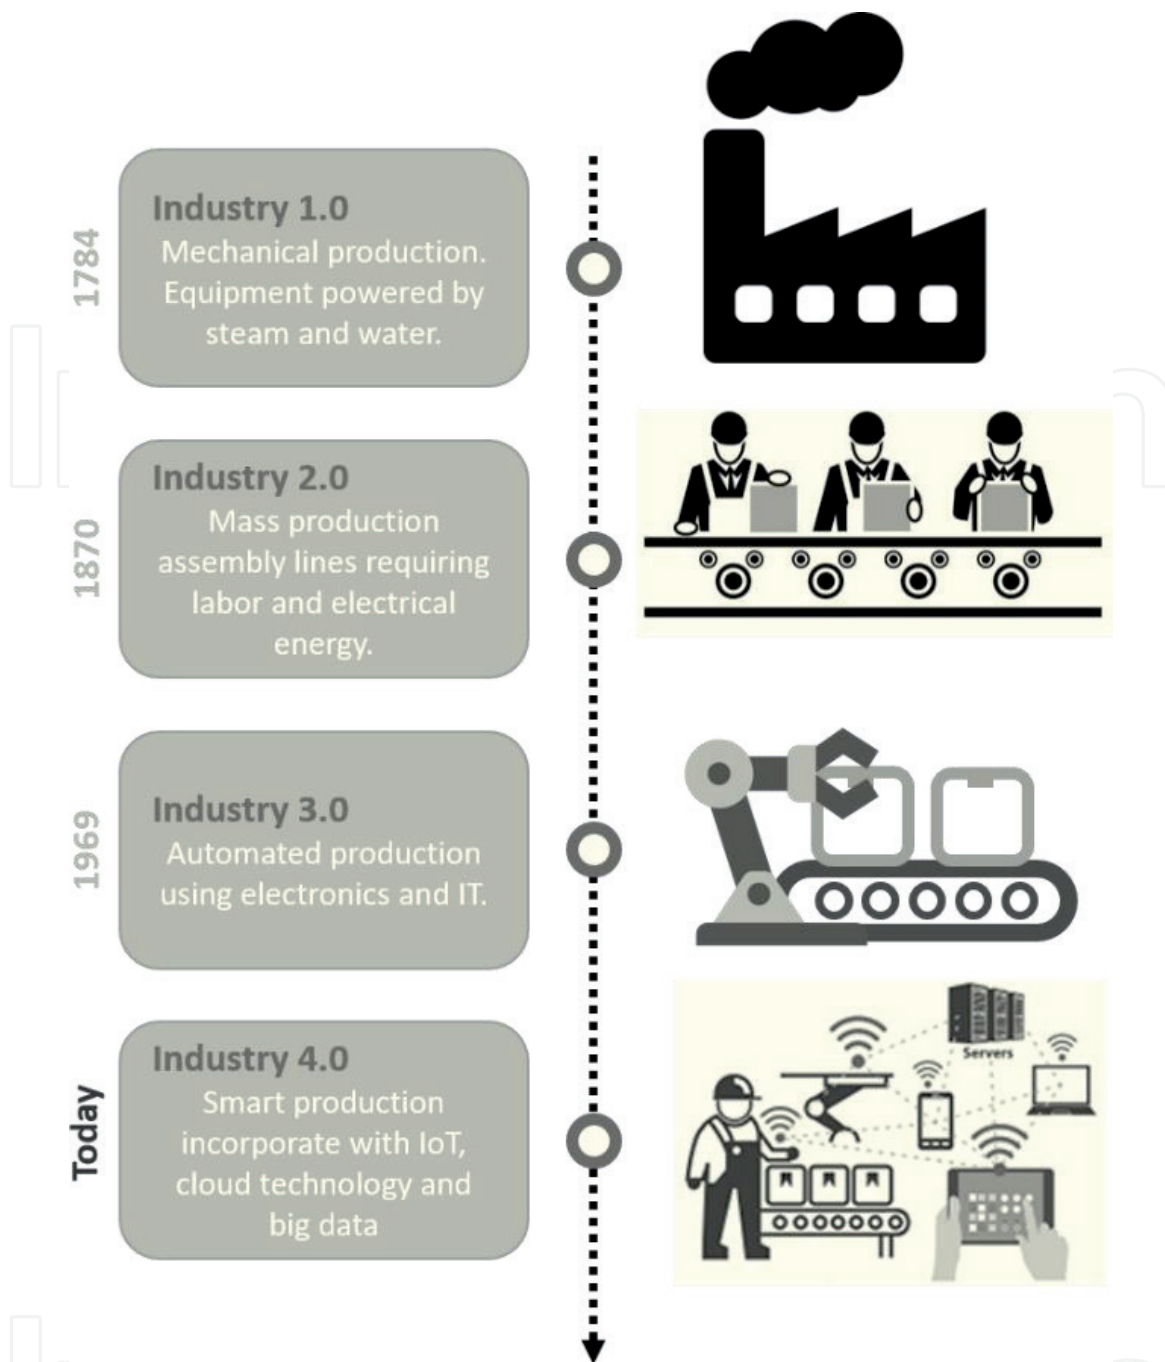 1784
Industry 1.0
Mechanical production.
Equipment powered by
steam and water.
1870
Industry 2.0
Mass production
assembly lines requiring
labor and electrical
energy.
1969
Industry 3.0
Automated production
using electronics and IT.
Today
Industry 4.0
Smart production
incorporate with IoT,
cloud technology and
big data
Servers